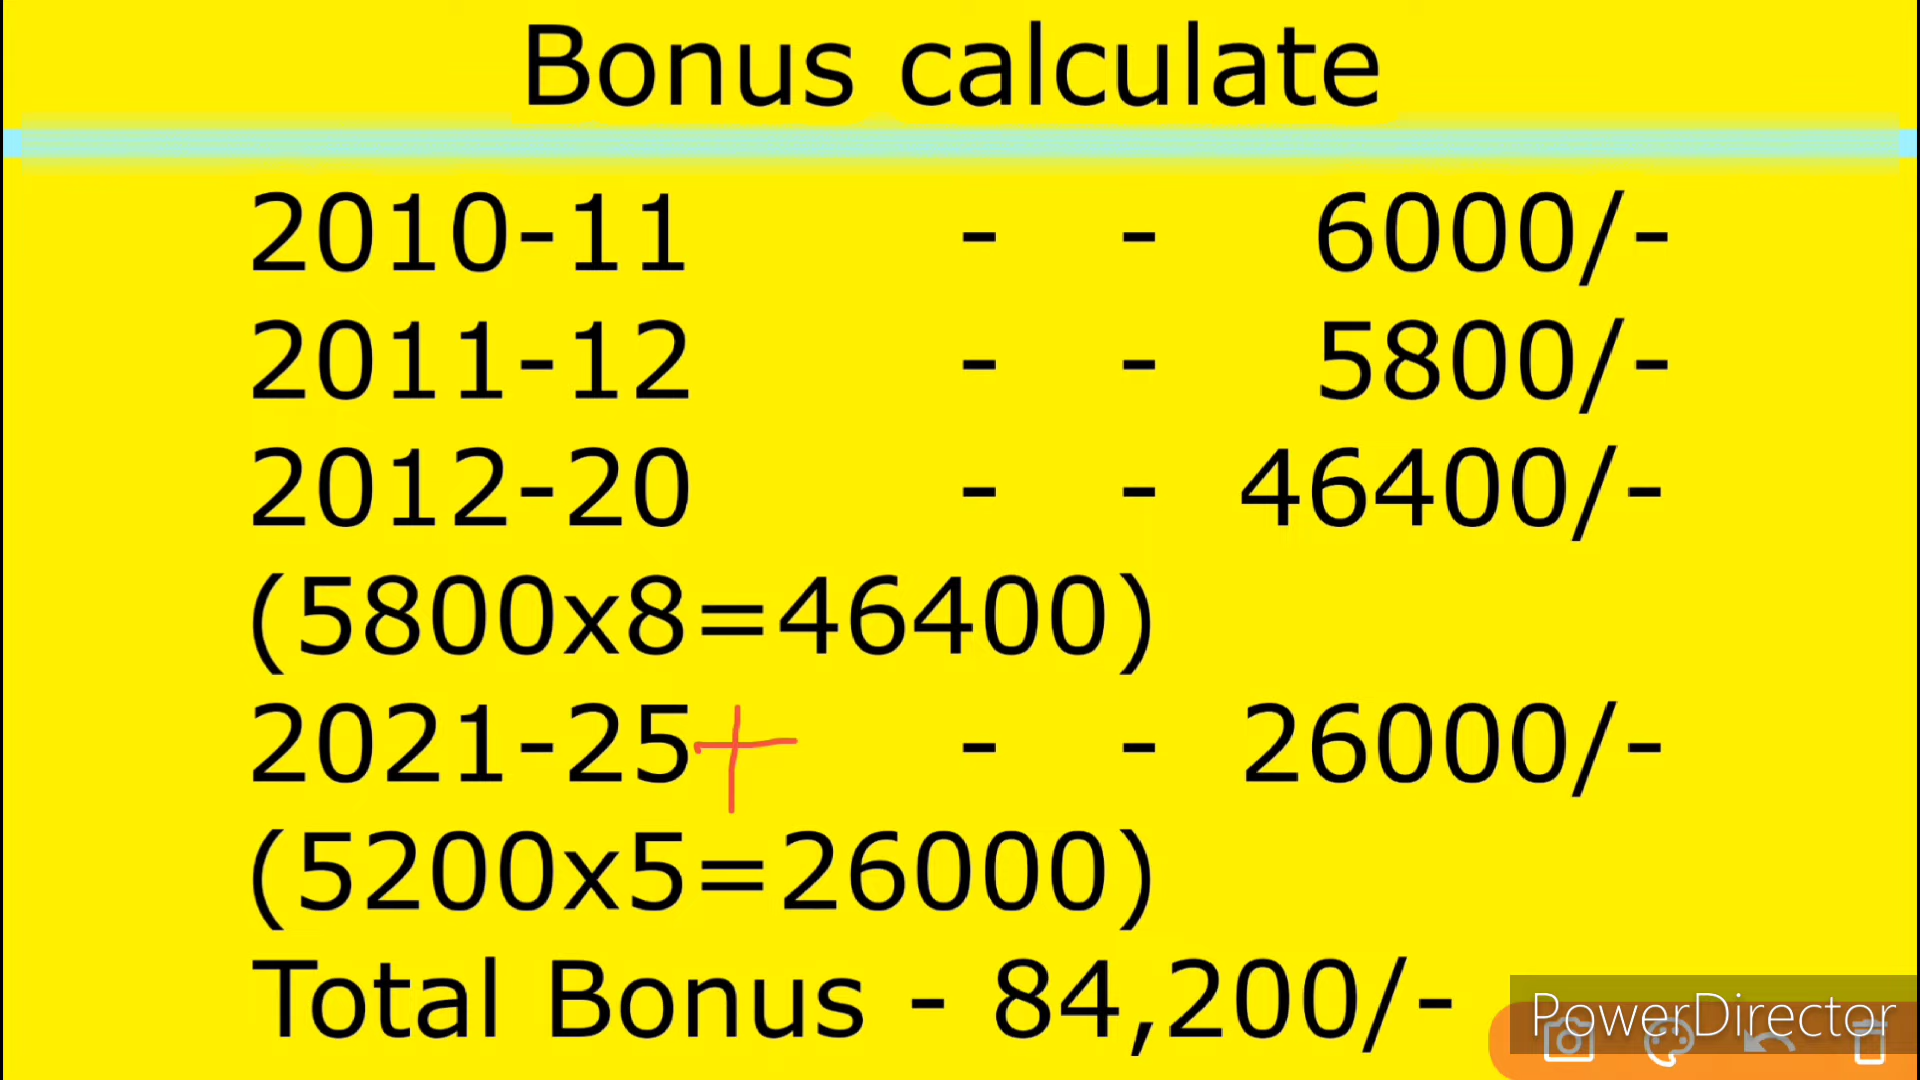 Bonus calculate
2010-11 - - 6000/-
2011-12 - - 5800/-
2012-20 - - 46400/-
(5800x8=46400)
2021-25 - - 26000/-
(5200x5=26000)
Total Bonus - 84,200/-
PowerDirector